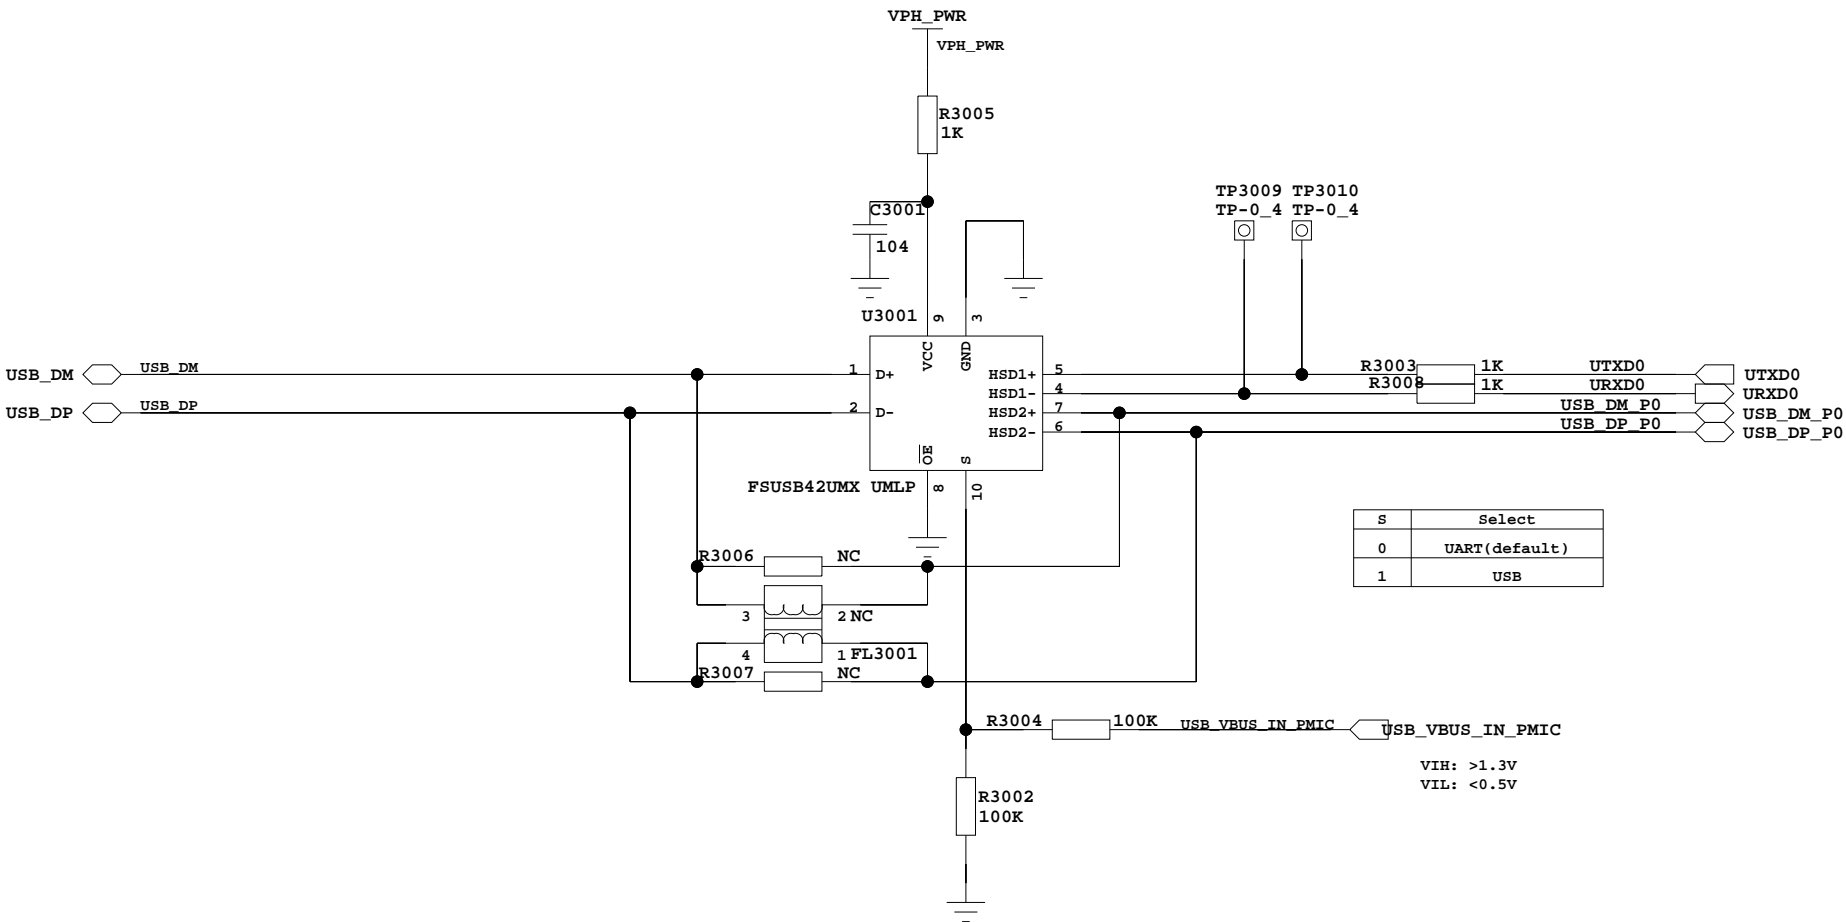 VPH_PWR
VPH_PWR
R3005
1K
TP3009 TP3010
TP-0_4 TP-0_4
C3001
104
U3001
9
3
VCC
GND
USB_DM
USB_DM
1
D+
HSD1+
5
R3003
1K
UTXD0
UTXD0
HSD1-
4
R3008
1K
URXD0
URXD0
USB_DP
USB_DP
2
D-
HSD2+
7
USB_DM_P0
USB_DM_P0
HSD2-
6
USB_DP_P0
USB_DP_P0
OE
S
FSUSB42UMX UMLP
8
10
S
Select
0
UART(default)
1
USB
R3006
NC
3
2
NC
4
1
FL3001
R3007
NC
R3004
100K
USB_VBUS_IN_PMIC
USB_VBUS_IN_PMIC
VIH: >1.3V
VIL: <0.5V
R3002
100K